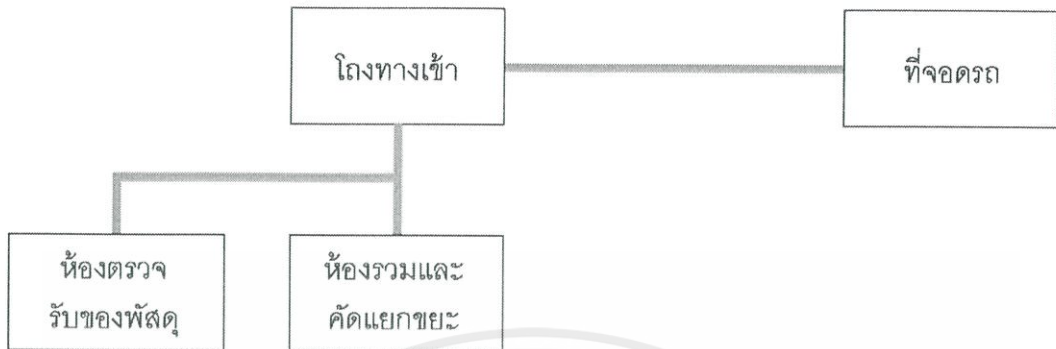 โถงทางเข้า
ที่จอดรถ
ห้องตรวจ
รับของพัสดุ
ห้องรวมและ
คัดแยกขยะ